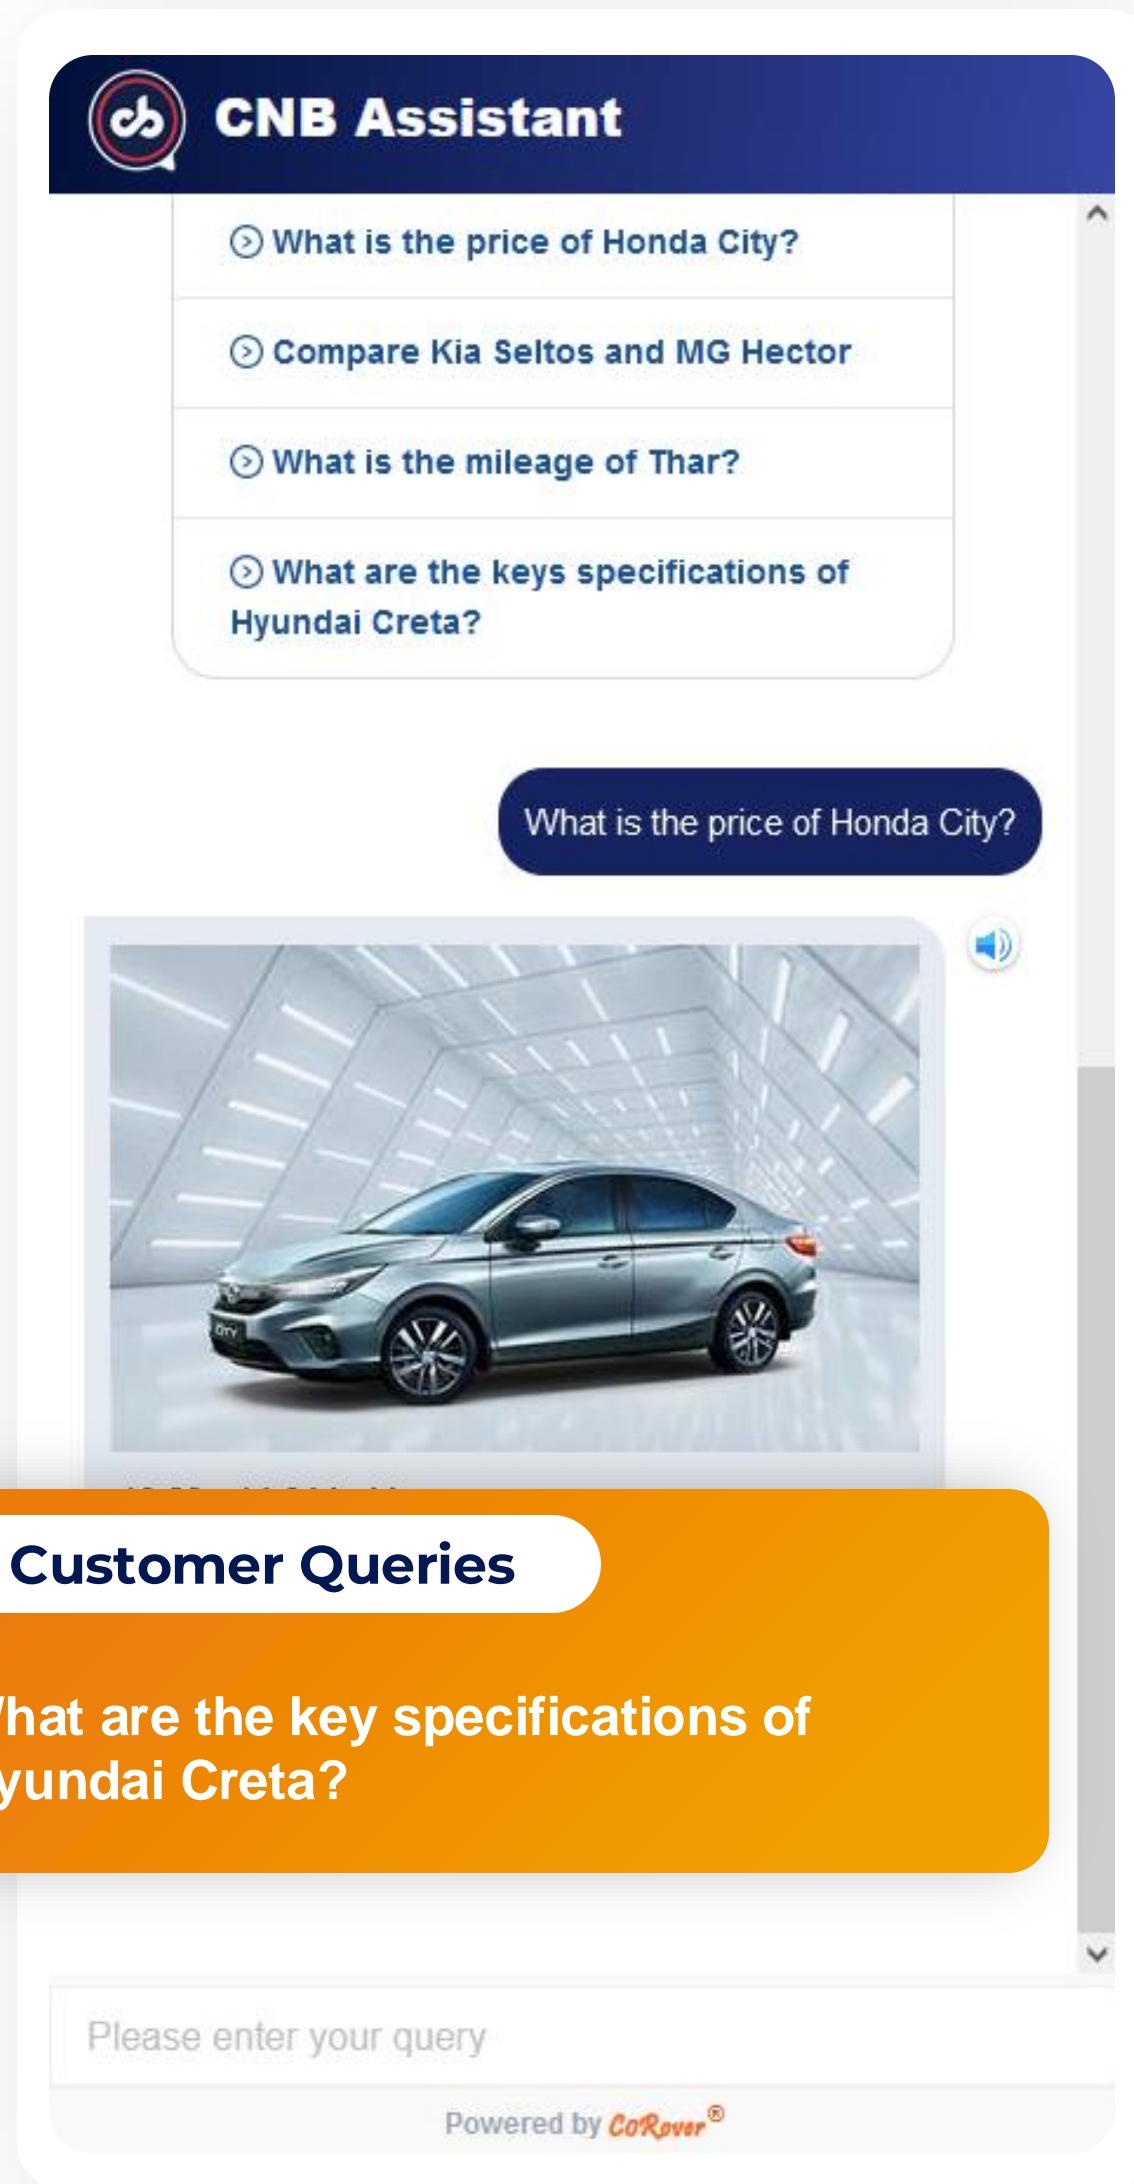 CNB Assistant
What is the price of Honda City?
Compare Kia Seltos and MG Hector
What is the mileage of Thar?
What are the keys specifications of
Hyundai Creta?
What is the price of Honda City?
CITY
Customer Queries
hat are the key specifications of
yundai Creta?
Please enter your query
Powered by CoRover®